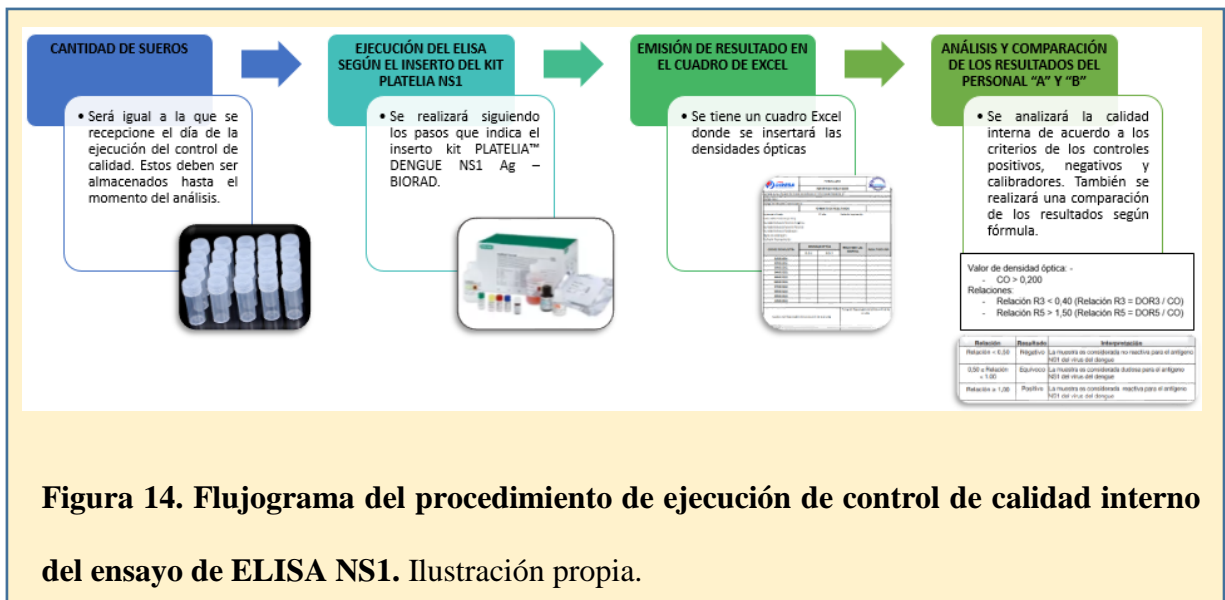 CANTIDAD DE SUEROS
• Será igual a la que se
recepcione el día de la
ejecución del control de
calidad. Estos deben ser
almacenados hasta el
momento del análisis.
EJECUCIÓN DEL ELISA
SEGÚN EL INSERTO DEL KIT
PLATELIA NS1
• Se realizará siguiendo
los pasos que indica el
inserto kit PLATELIA™
DENGUE NS1 Ag –
BIORAD.
EMISIÓN DE RESULTADO EN
EL CUADRO DE EXCEL
• Se tiene un cuadro Excel
donde se insertará las
densidades ópticas
ANÁLISIS Y COMPARACIÓN
DE LOS RESULTADOS DEL
PERSONAL “A” Y “B”
• Se analizará la calidad
interna de acuerdo a los
criterios de los controles
positivos, negativos y
calibradores. También se
realizará una comparación
de los resultados según
fórmula.
Valor de densidad óptica: -
- CO > 0,200
Relaciones:
- Relación R3 < 0,40 (Relación R3 = DOR3 / CO)
- Relación R5 > 1,50 (Relación R5 = DOR5 / CO)
Relación Resultado Interpretación
Relación < 0,50 Negativo La muestra es considerada no reactiva para el antígeno
NS1 del virus del dengue
0,50 ≤ Relación Equívoco La muestra es considerada dudosa para el antígeno
< 1.00 NS1 del virus del dengue
Relación ≥ 1,00 Positivo La muestra es considerada reactiva para el antígeno
NS1 del virus del dengue
Figura 14. Flujograma del procedimiento de ejecución de control de calidad interno
del ensayo de ELISA NS1. Ilustración propia.